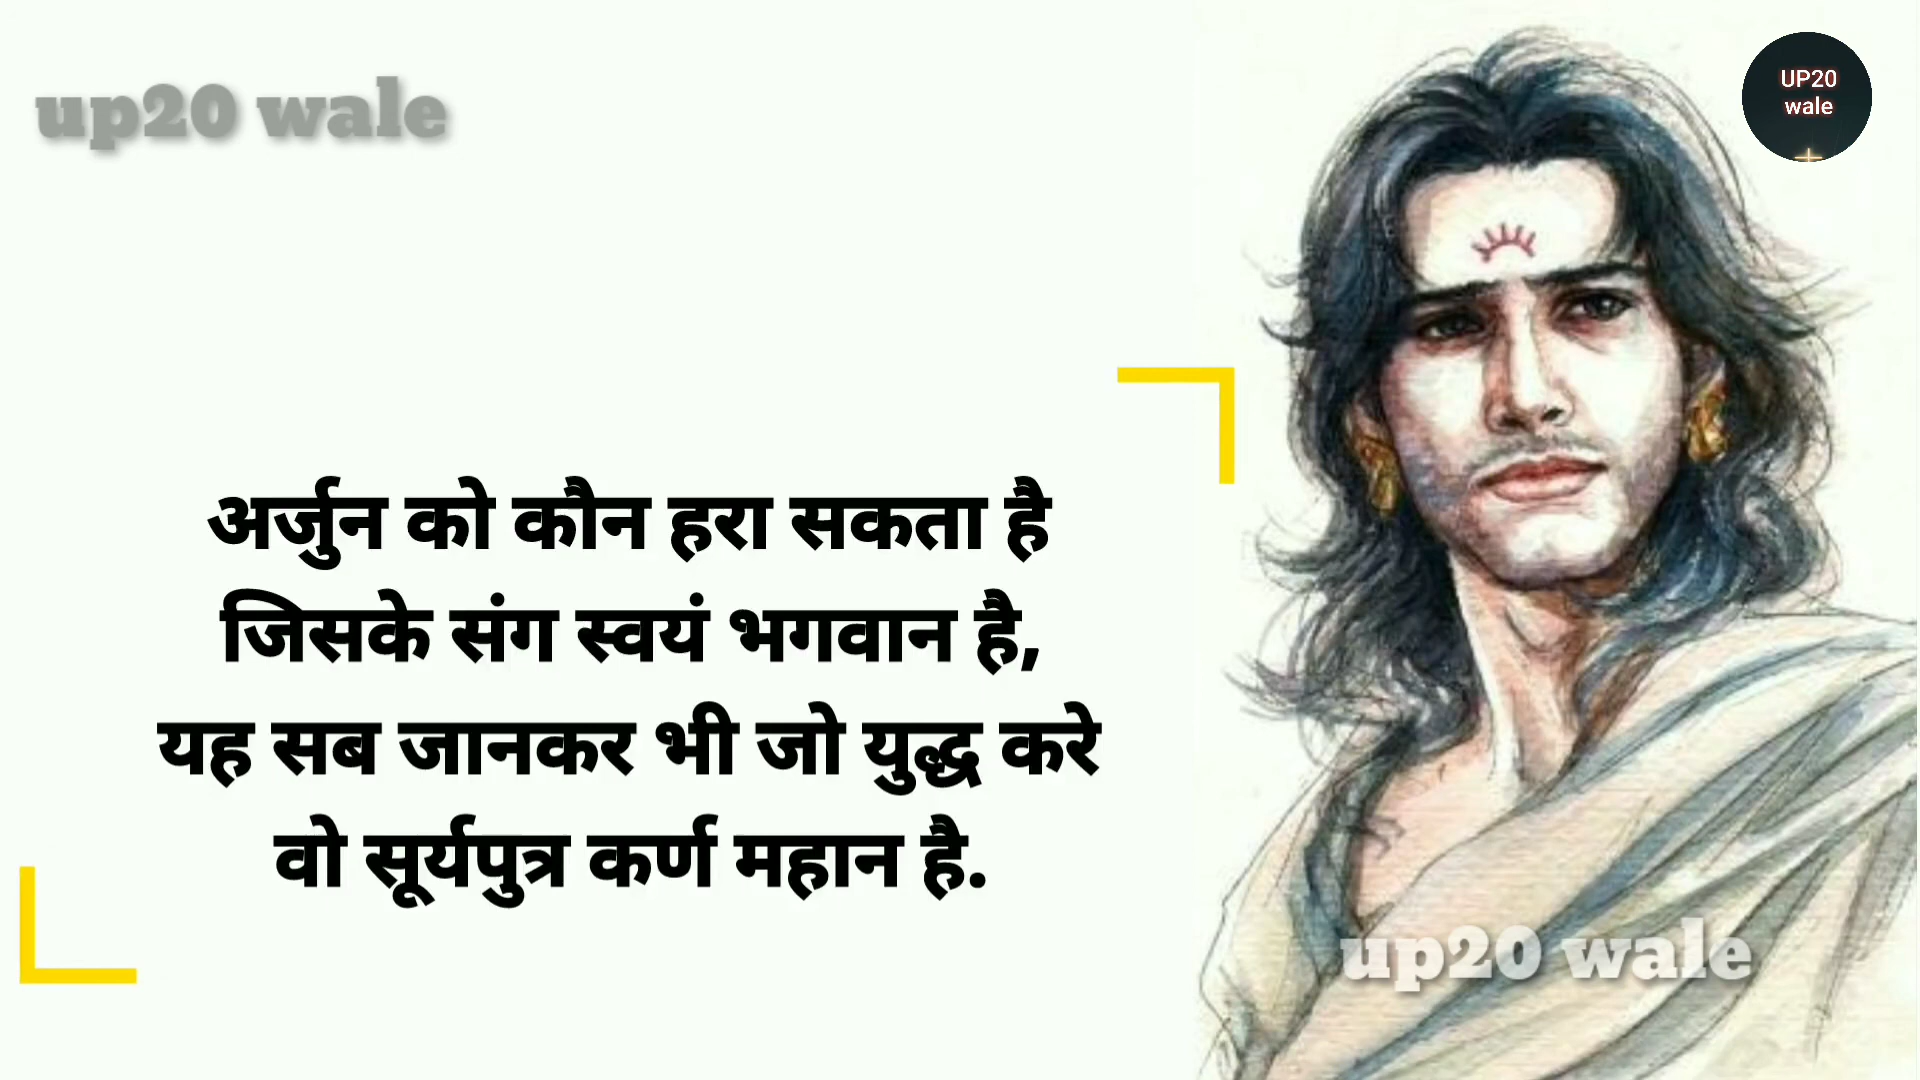 up20 wale
UP20
wale
अर्जुन को कौन हरा सकता है
जिसके संग स्वयं भगवान है,
यह सब जानकर भी जो युद्ध करे
वो सूर्यपुत्र कर्ण महान है.
up20 wale